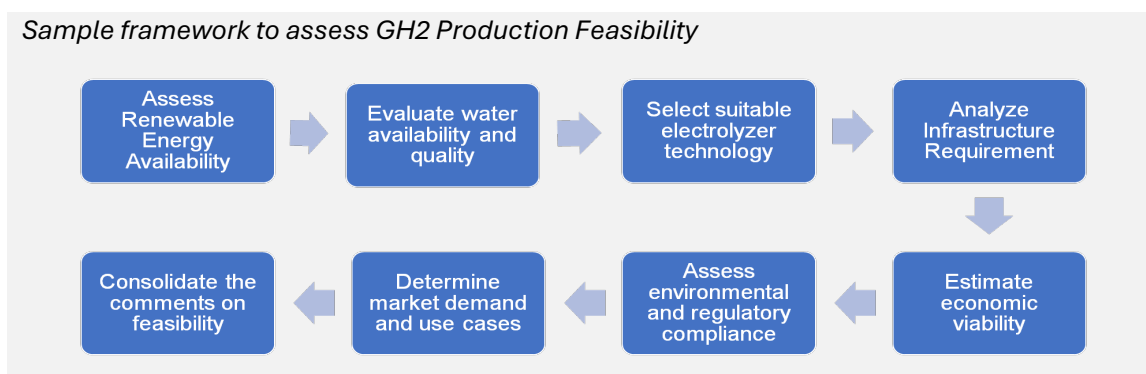 Sample framework to assess GH2 Production Feasibility
Assess
Renewable
Energy
Availability
Evaluate water
availability and
quality
Select suitable
electrolyzer
technology
Analyze
Infrastructure
Requirement
Estimate
economic
viability
Assess
environmental
and regulatory
compliance
Determine
market demand
and use cases
Consolidate the
comments on
feasibility